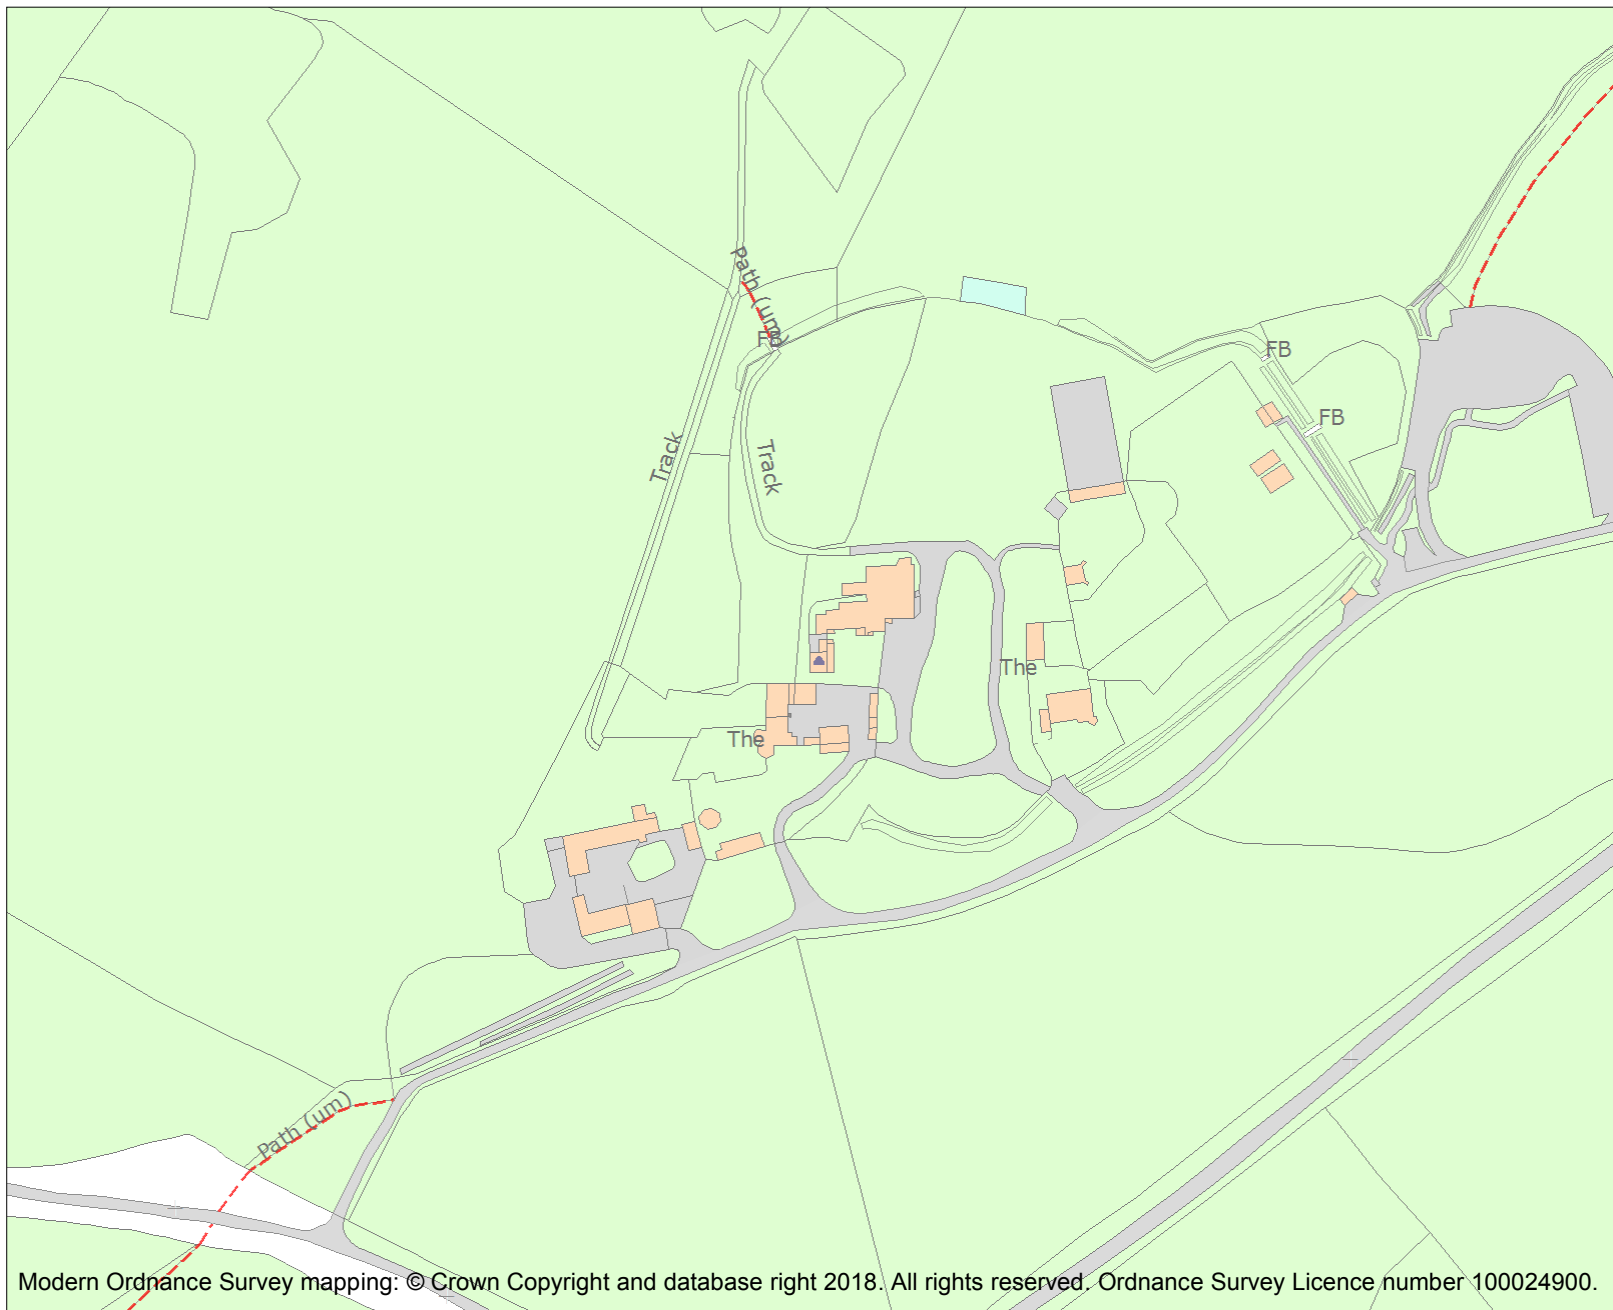 Path (um)
FB
FB
FB
Track
Track
The
The
Path (um)
Modern Ordnance Survey mapping: © Crown Copyright and database right 2018. All rights reserved. Ordnance Survey Licence number 100024900.